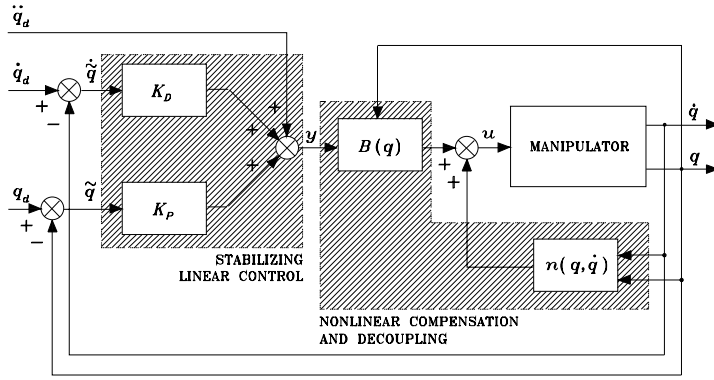 q̈_d
q̇_d
+
−
q̃̇
K_D
+
+
+
y
B(q)
+
+
u
MANIPULATOR
q̇
q
q_d
+
−
q̃
K_P
STABILIZING
LINEAR CONTROL
n(q,q̇)
NONLINEAR COMPENSATION
AND DECOUPLING